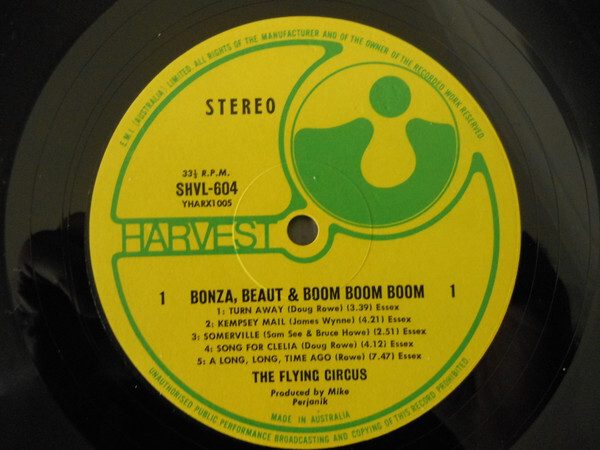 E.M.I. (AUSTRALIA) LIMITED. ALL RIGHTS OF THE MANUFACTURER AND OF THE OWNER OF THE RECORDED WORK RESERVED.
STEREO
33⅓ R.P.M.
SHVL-604
YHARX1005
HARVEST
1 BONZA, BEAUT & BOOM BOOM BOOM 1
1: TURN AWAY (Doug Rowe) (3.39) Essex
2: KEMPSEY MAIL (James Wynne) (4.21) Essex
3: SOMERVILLE (Sam See & Bruce Howe) (2.51) Essex
4: SONG FOR CLELIA (Doug Rowe) (4.12) Essex
5: A LONG, LONG, TIME AGO (Rowe) (7.47) Essex
THE FLYING CIRCUS
Produced by Mike
Perjanik
MADE IN AUSTRALIA
UNAUTHORISED PUBLIC PERFORMANCE BROADCASTING AND COPYING OF THIS RECORD PROHIBITED.